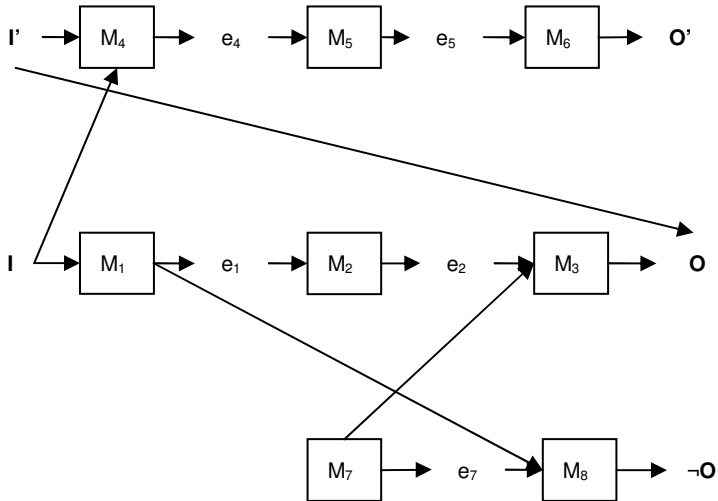 I' M₄ e₄ M₅ e₅ M₆ O'
I M₁ e₁ M₂ e₂ M₃ O
M₇ e₇ M₈ ¬O